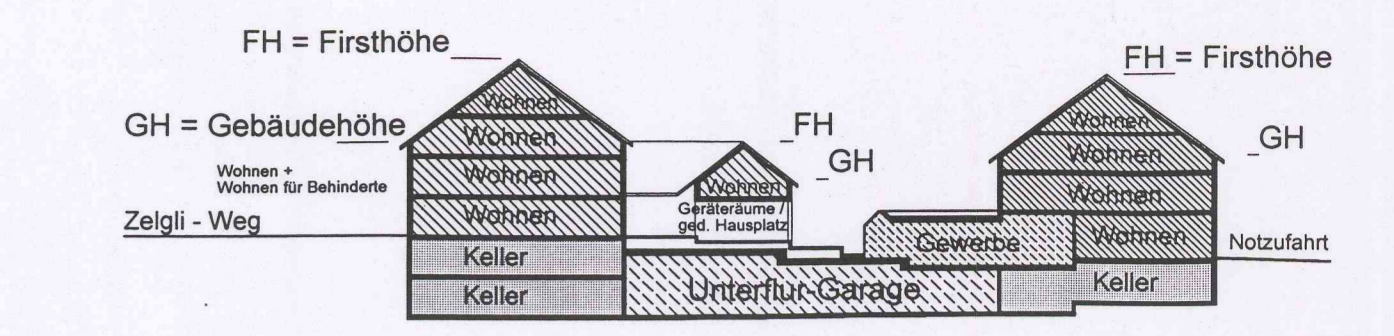 FH = Firsthöhe
FH = Firsthöhe
GH = Gebäudehöhe
Wohnen +
Wohnen für Behinderte
Zelgli - Weg
Wohnen
Wohnen
Wohnen
Wohnen
Keller
Keller
FH
GH
Wohnen
Geräteräume /
ged. Hausplatz
Unterflur-Garage
Gewerbe
Wohnen
Wohnen
Wohnen
Wohnen
Keller
GH
Notzufahrt